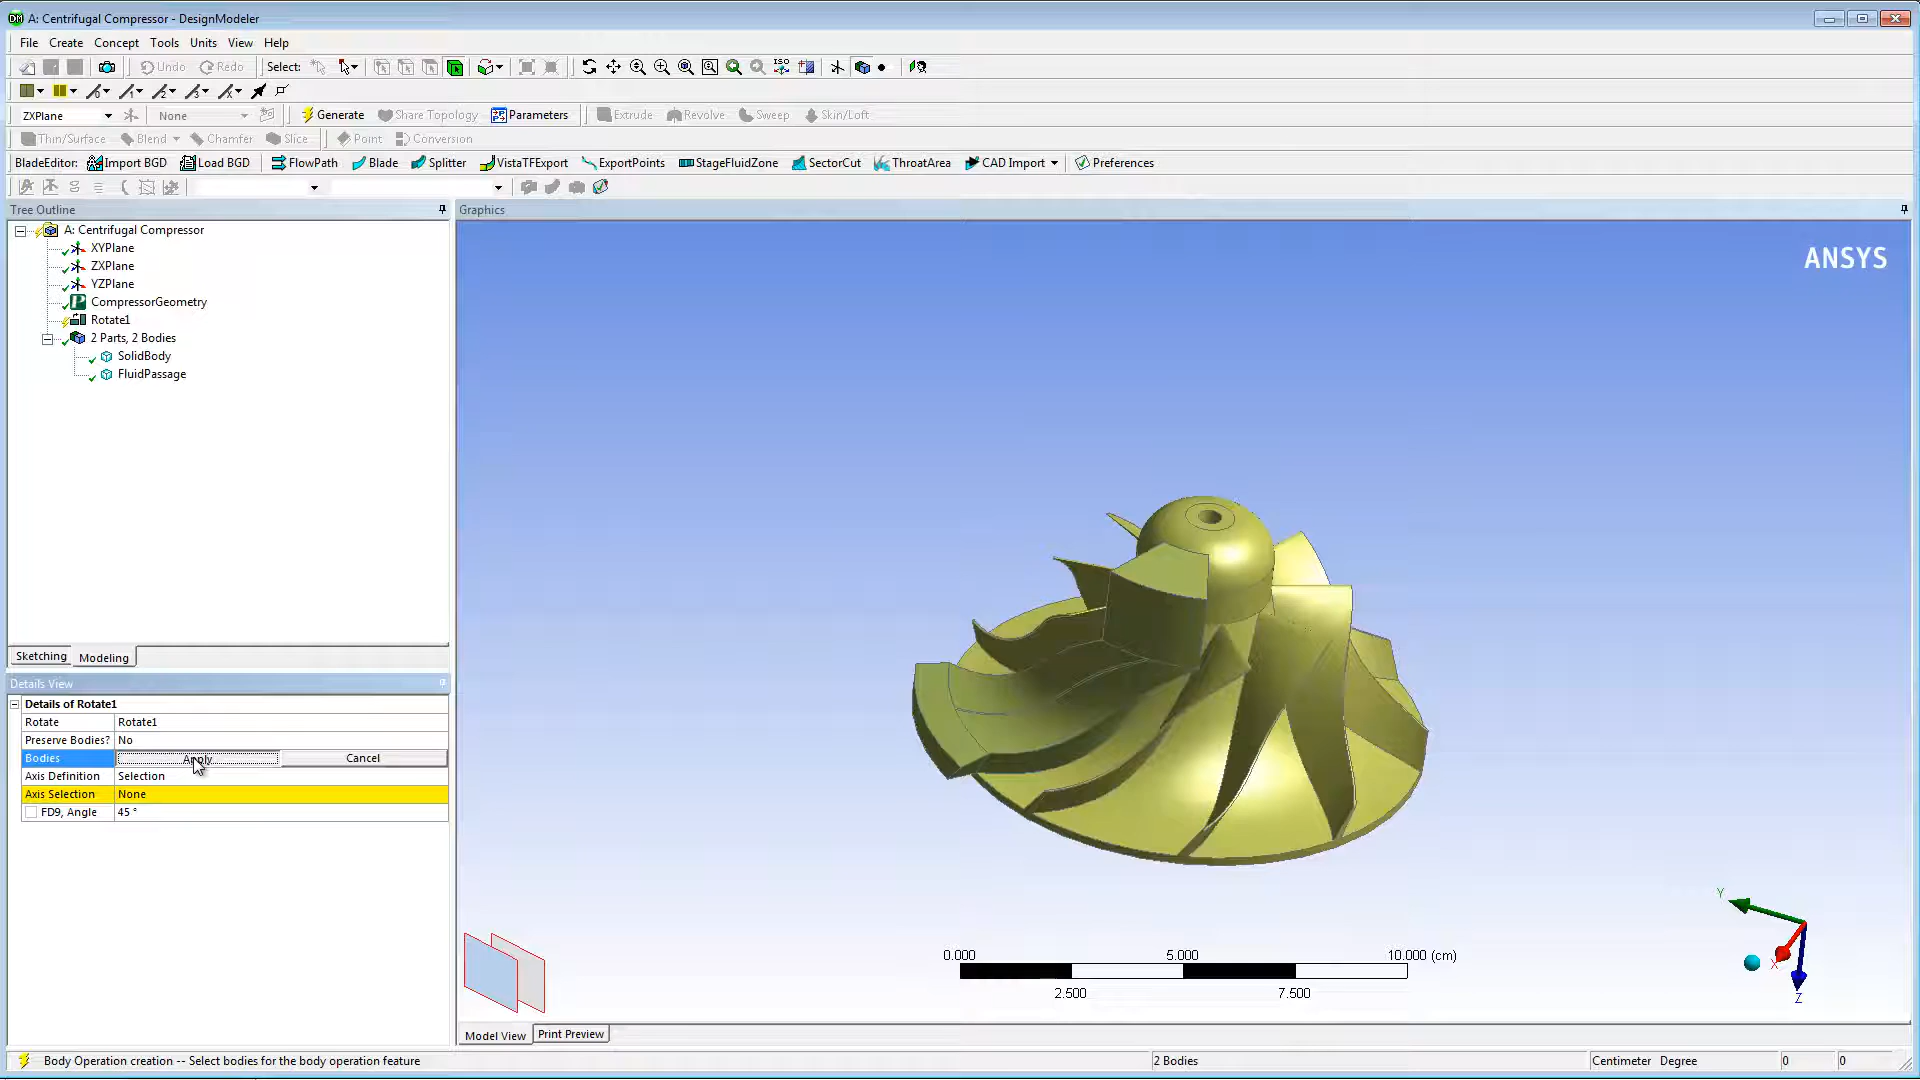 A: Centrifugal Compressor - DesignModeler
File Create Concept Tools Units View Help
Undo Redo Select: ISO
ZXPlane None Generate Share Topology Parameters Extrude Revolve Sweep Skin/Loft
Thin/Surface Blend Chamfer Slice Point Conversion
BladeEditor: Import BGD Load BGD FlowPath Blade Splitter VistaTFExport ExportPoints StageFluidZone SectorCut ThroatArea CAD Import Preferences
Tree Outline
Graphics
A: Centrifugal Compressor
XYPlane
ZXPlane
YZPlane
CompressorGeometry
Rotate1
2 Parts, 2 Bodies
SolidBody
FluidPassage
Sketching Modeling
Details View
Details of Rotate1
Rotate Rotate1
Preserve Bodies? No
Bodies Apply Cancel
Axis Definition Selection
Axis Selection None
FD9, Angle 45 °
ANSYS
0.000 5.000 10.000 (cm)
2.500 7.500
Y
X
Z
Model View Print Preview
Body Operation creation -- Select bodies for the body operation feature 2 Bodies Centimeter Degree 0 0